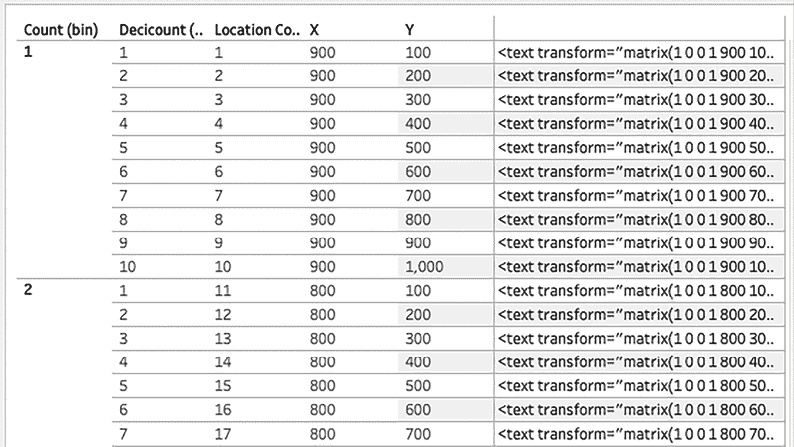 Count (bin) Decicount (.. Location Co.. X Y
1 1 1 900 100 <text transform="matrix(1 0 0 1 900 10..
2 2 900 200 <text transform="matrix(1 0 0 1 900 20..
3 3 900 300 <text transform="matrix(1 0 0 1 900 30..
4 4 900 400 <text transform="matrix(1 0 0 1 900 40..
5 5 900 500 <text transform="matrix(1 0 0 1 900 50..
6 6 900 600 <text transform="matrix(1 0 0 1 900 60..
7 7 900 700 <text transform="matrix(1 0 0 1 900 70..
8 8 900 800 <text transform="matrix(1 0 0 1 900 80..
9 9 900 900 <text transform="matrix(1 0 0 1 900 90..
10 10 900 1,000 <text transform="matrix(1 0 0 1 900 10..
2 1 11 800 100 <text transform="matrix(1 0 0 1 800 10..
2 12 800 200 <text transform="matrix(1 0 0 1 800 20..
3 13 800 300 <text transform="matrix(1 0 0 1 800 30..
4 14 800 400 <text transform="matrix(1 0 0 1 800 40..
5 15 800 500 <text transform="matrix(1 0 0 1 800 50..
6 16 800 600 <text transform="matrix(1 0 0 1 800 60..
7 17 800 700 <text transform="matrix(1 0 0 1 800 70..